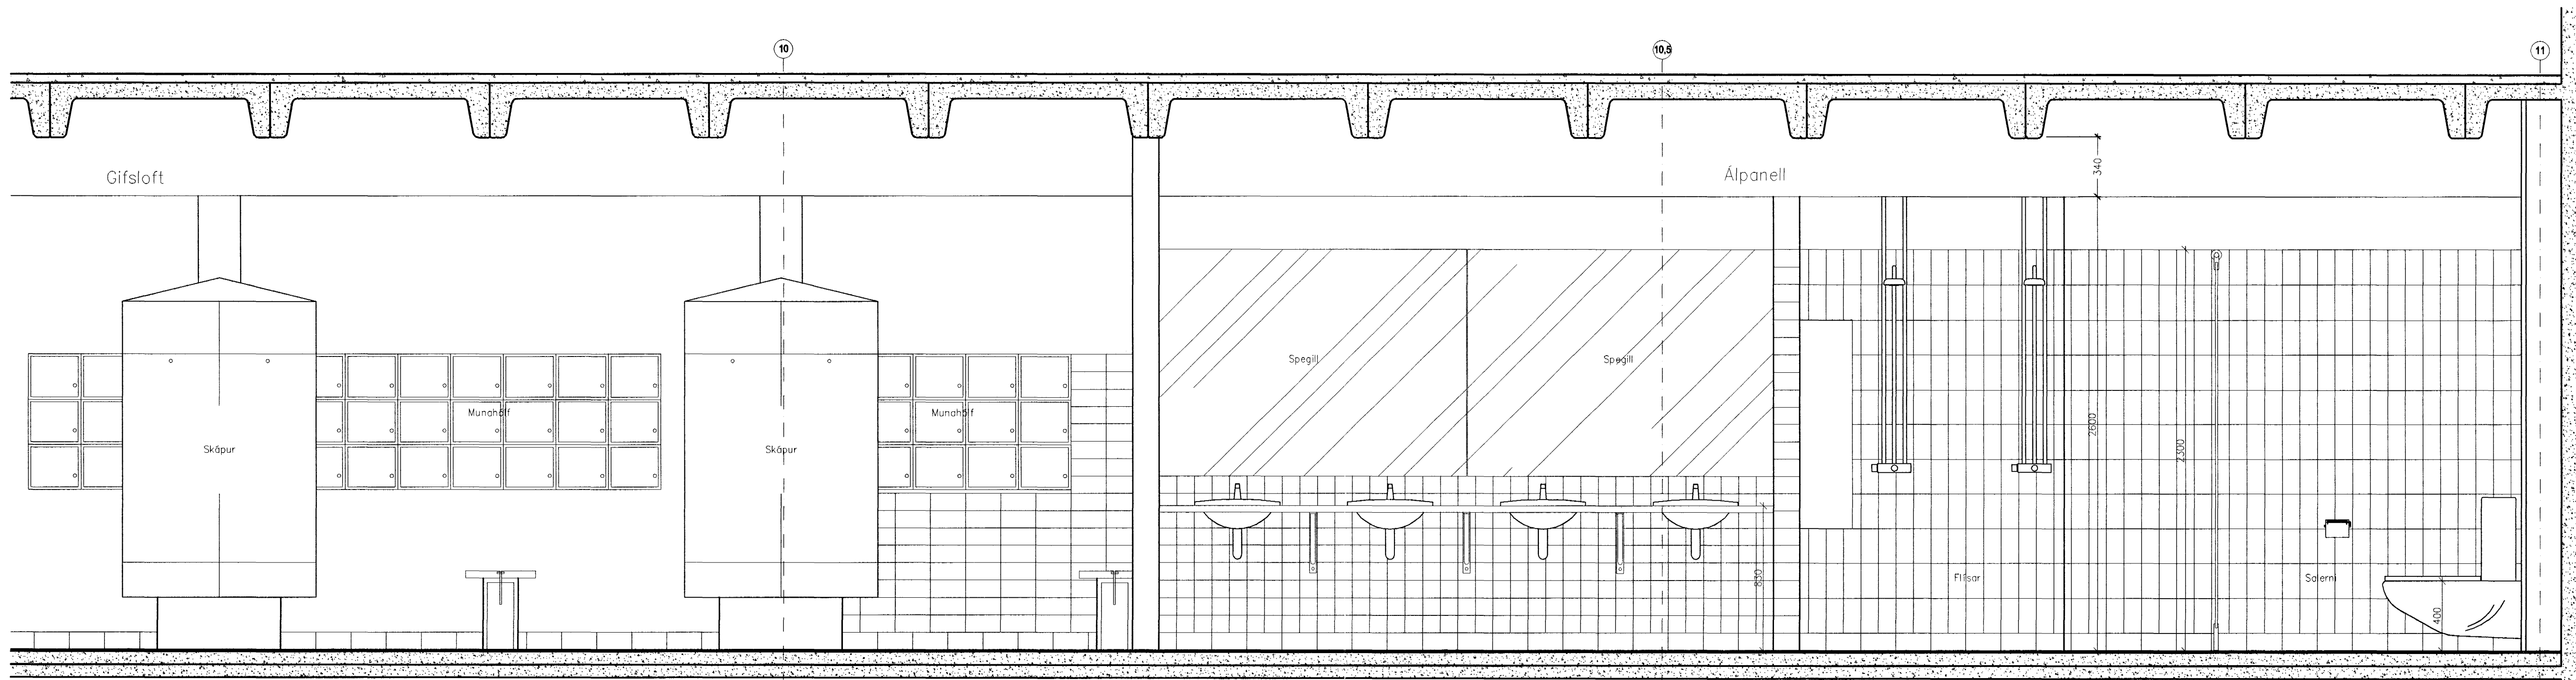 10
10.5
11
Gifsloft
Álpanell
340
Spegill
Spegill
Munahólf
Munahólf
Skápur
Skápur
2600
2300
830
Flísar
Salerni
400